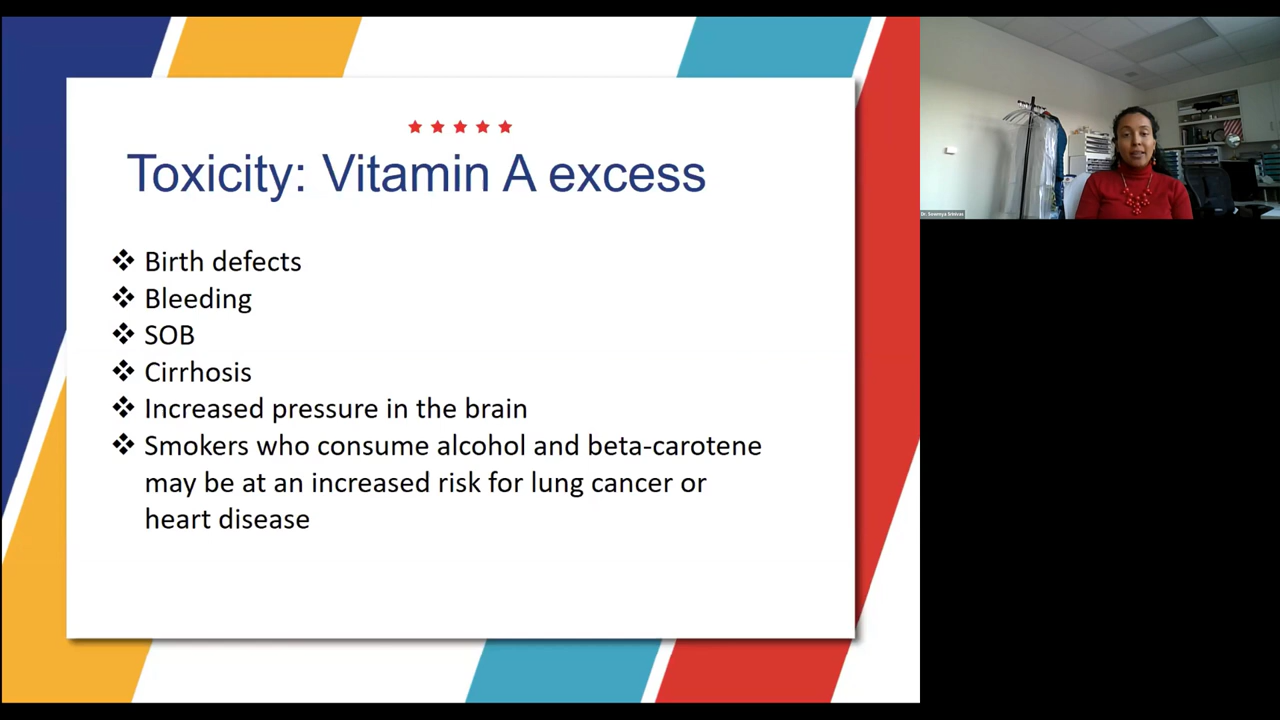 Toxicity: Vitamin A excess
❖ Birth defects
❖ Bleeding
❖ SOB
❖ Cirrhosis
❖ Increased pressure in the brain
❖ Smokers who consume alcohol and beta-carotene
may be at an increased risk for lung cancer or
heart disease
Dr.